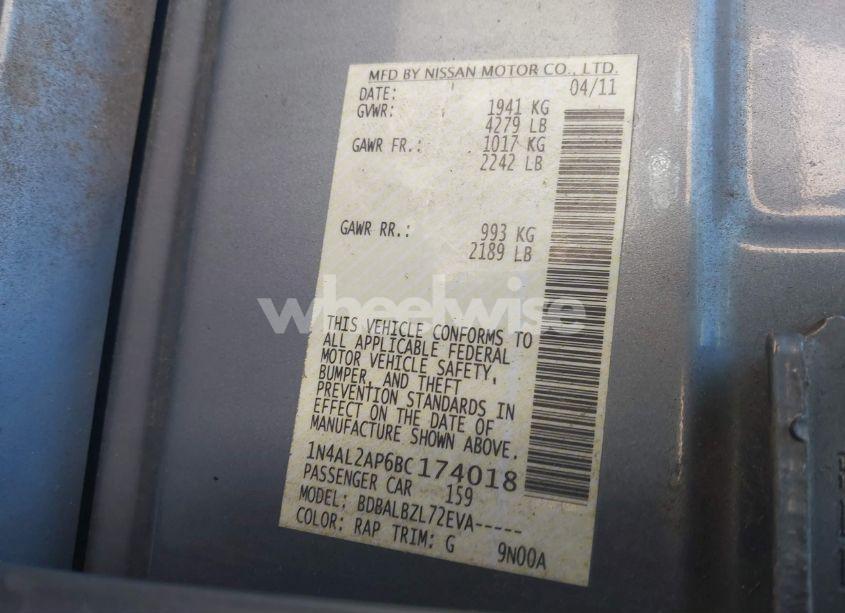 MFD BY NISSAN MOTOR CO., LTD.
DATE: 04/11
GVWR: 1941 KG
4279 LB
GAWR FR.: 1017 KG
2242 LB
GAWR RR.: 993 KG
2189 LB
wheelwise
THIS VEHICLE CONFORMS TO
ALL APPLICABLE FEDERAL
MOTOR VEHICLE SAFETY,
BUMPER, AND THEFT
PREVENTION STANDARDS IN
EFFECT ON THE DATE OF
MANUFACTURE SHOWN ABOVE.
1N4AL2AP6BC174018
PASSENGER CAR 159
MODEL: BDBALBZL72EVA-----
COLOR: RAP TRIM: G 9N00A